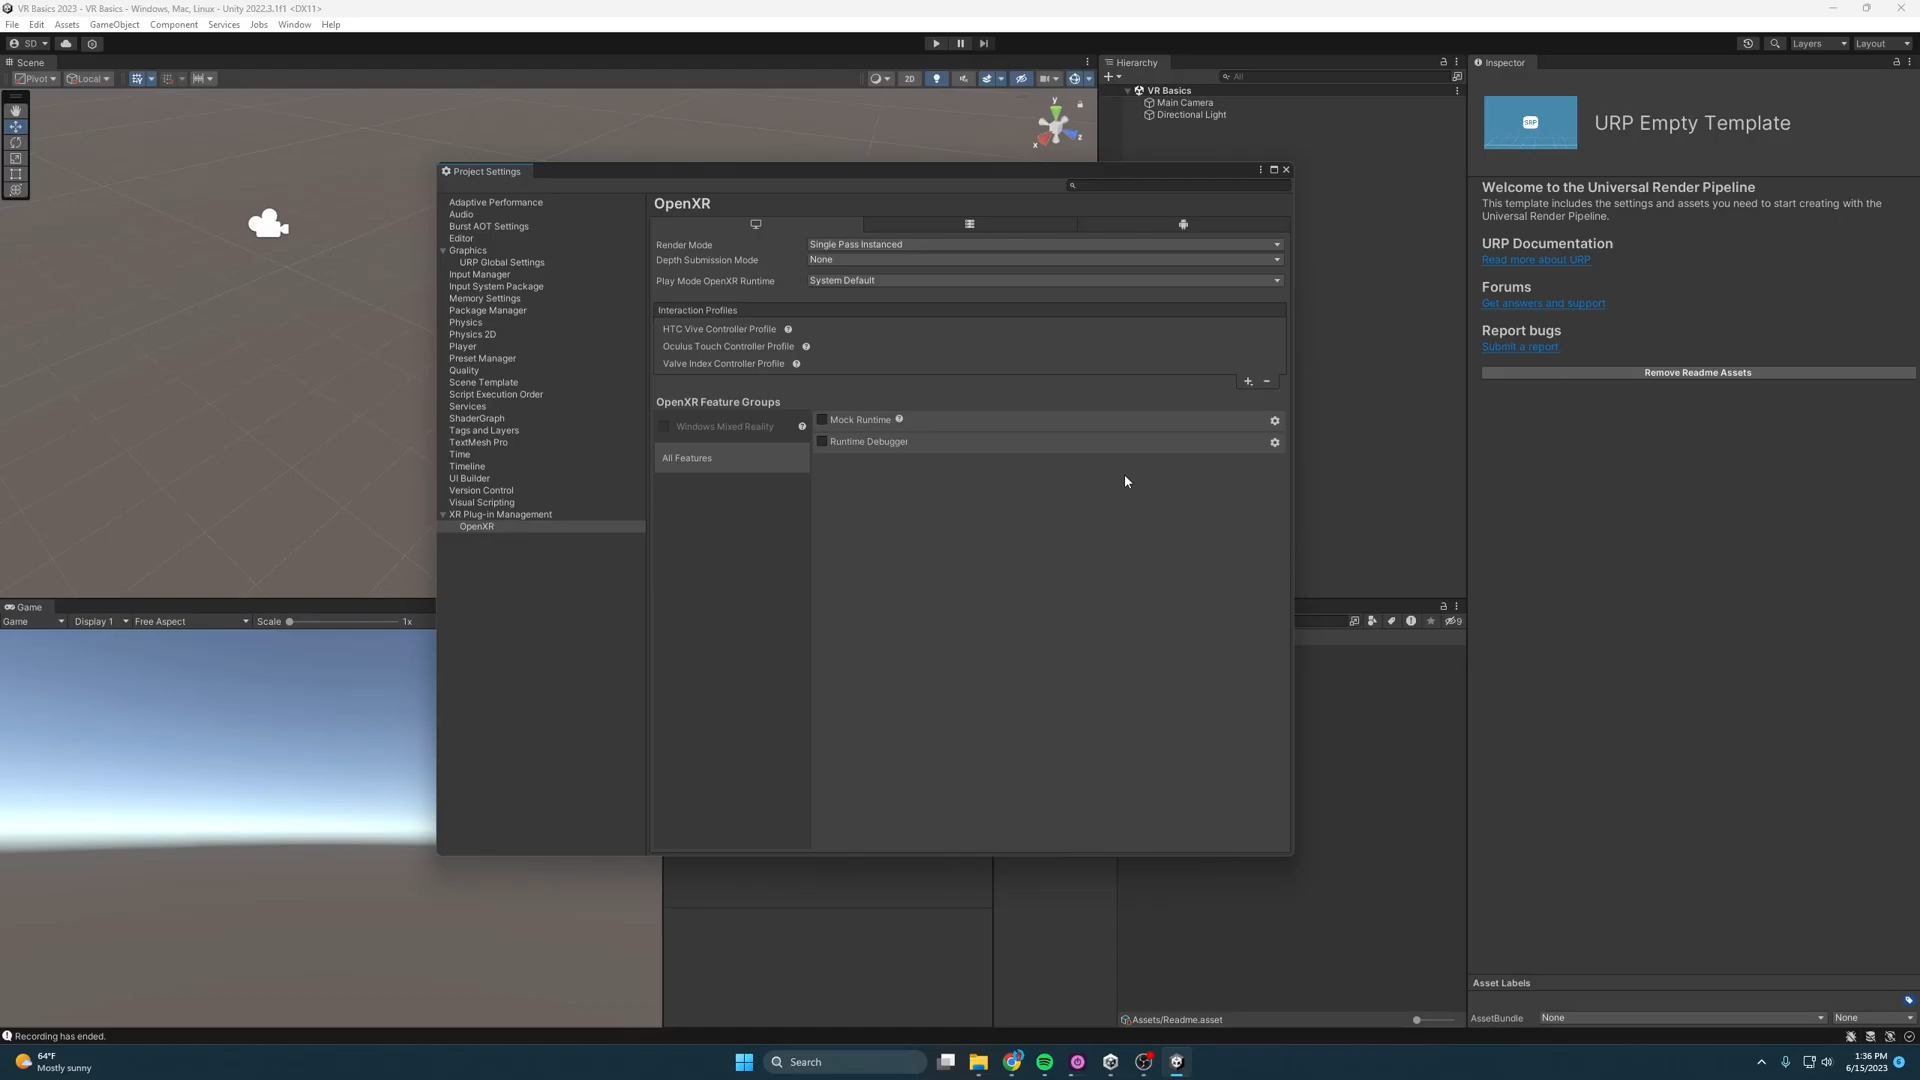 VR Basics 2023 - VR Basics - Windows, Mac, Linux - Unity 2022.3.1f1 <DX11>
File Edit Assets GameObject Component Services Jobs Window Help
SD Layers Layout
Scene
Pivot Local 2D
y
x
z
Hierarchy
All
VR Basics
Main Camera
Directional Light
Inspector
SRP
URP Empty Template
Welcome to the Universal Render Pipeline
This template includes the settings and assets you need to start creating with the
Universal Render Pipeline.
URP Documentation
Read more about URP
Forums
Get answers and support
Report bugs
Submit a report
Remove Readme Assets
Project Settings
Adaptive Performance
Audio
Burst AOT Settings
Editor
Graphics
URP Global Settings
Input Manager
Input System Package
Memory Settings
Package Manager
Physics
Physics 2D
Player
Preset Manager
Quality
Scene Template
Script Execution Order
Services
ShaderGraph
Tags and Layers
TextMesh Pro
Time
Timeline
UI Builder
Version Control
Visual Scripting
XR Plug-in Management
OpenXR
OpenXR
Render Mode Single Pass Instanced
Depth Submission Mode None
Play Mode OpenXR Runtime System Default
Interaction Profiles
HTC Vive Controller Profile
Oculus Touch Controller Profile
Valve Index Controller Profile
OpenXR Feature Groups
Windows Mixed Reality
All Features
Mock Runtime
Runtime Debugger
Game
Game Display 1 Free Aspect Scale 1x
9
Assets/Readme.asset
Asset Labels
AssetBundle None None
Recording has ended.
64°F
Mostly sunny
Search
1:36 PM
6/15/2023
6